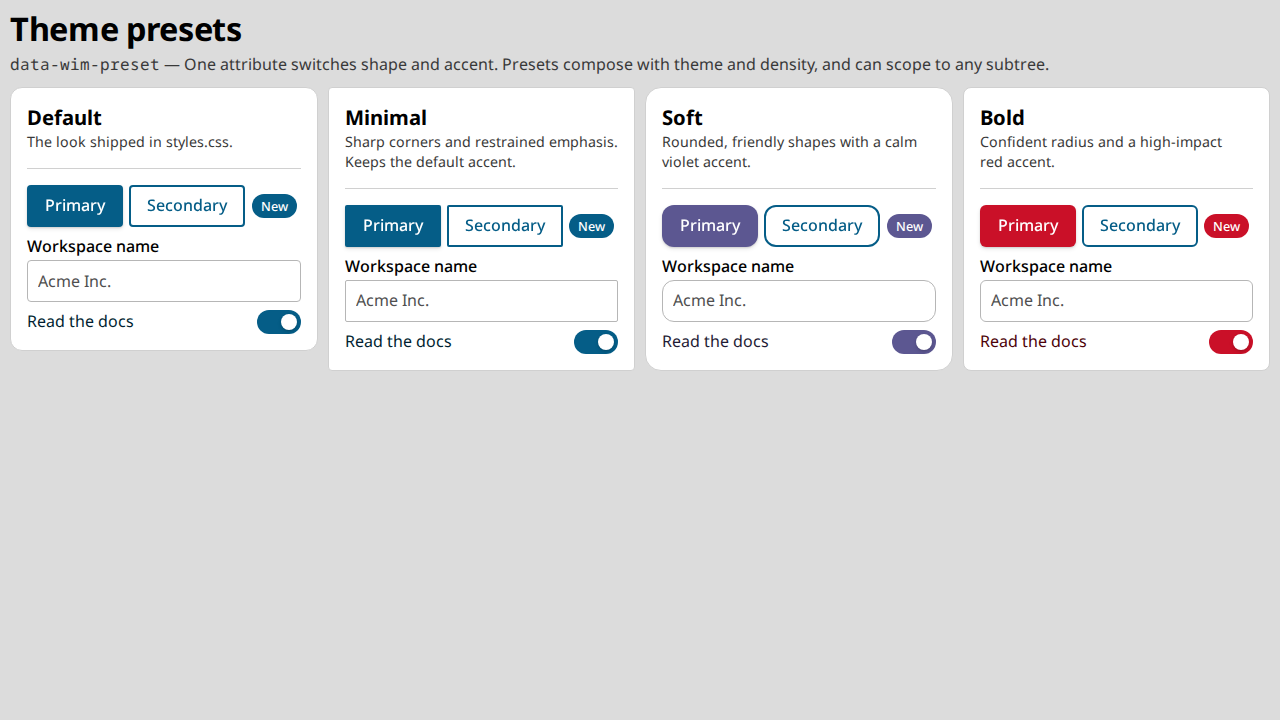 Theme presets
data-wim-preset — One attribute switches shape and accent. Presets compose with theme and density, and can scope to any subtree.
Default
The look shipped in styles.css.
Primary
Secondary
New
Workspace name
Acme Inc.
Read the docs
Minimal
Sharp corners and restrained emphasis.
Keeps the default accent.
Primary
Secondary
New
Workspace name
Acme Inc.
Read the docs
Soft
Rounded, friendly shapes with a calm
violet accent.
Primary
Secondary
New
Workspace name
Acme Inc.
Read the docs
Bold
Confident radius and a high-impact
red accent.
Primary
Secondary
New
Workspace name
Acme Inc.
Read the docs